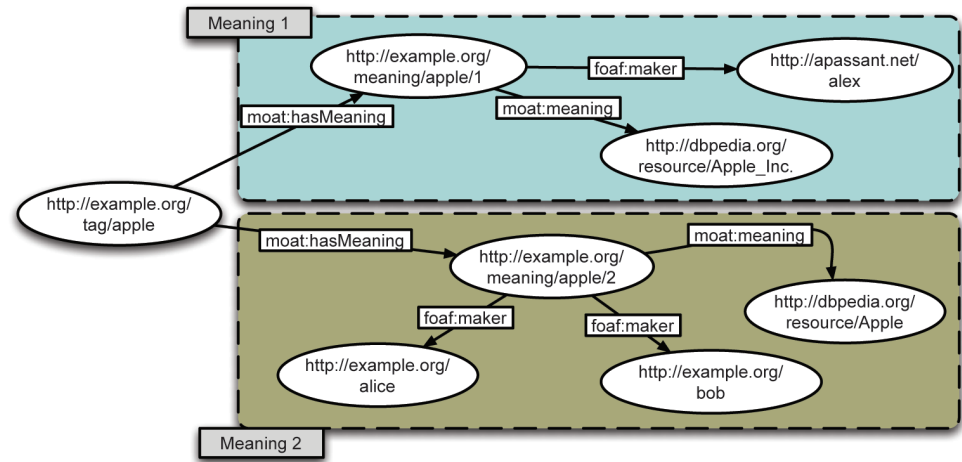 Meaning 1
http://example.org/
meaning/apple/1
foaf:maker
http://apassant.net/
alex
moat:hasMeaning
moat:meaning
http://dbpedia.org/
resource/Apple_Inc.
http://example.org/
tag/apple
moat:hasMeaning
http://example.org/
meaning/apple/2
moat:meaning
http://dbpedia.org/
resource/Apple
foaf:maker
foaf:maker
http://example.org/
alice
http://example.org/
bob
Meaning 2